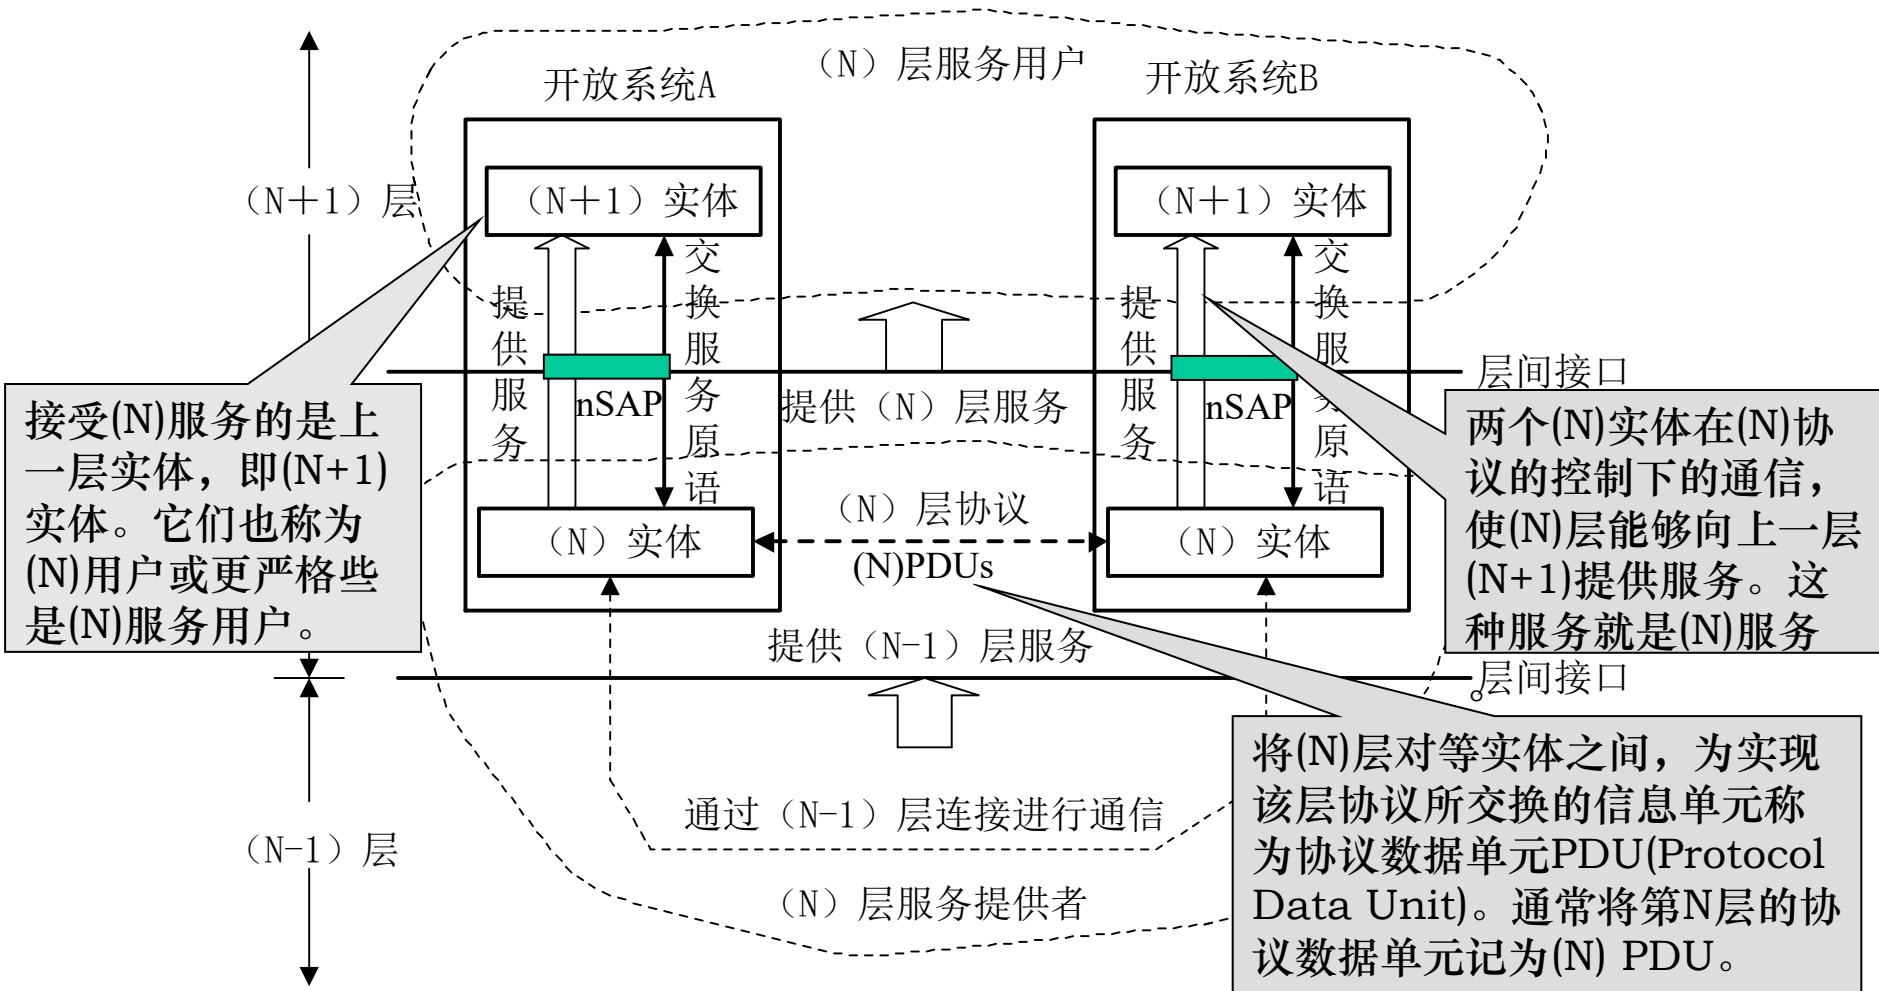 （N）层服务用户
开放系统A
开放系统B
（N＋1）层
（N＋1）实体
（N＋1）实体
提供服务
交换服务原语
提供服务
交换服务原语
nSAP
nSAP
层间接口
提供（N）层服务
接受(N)服务的是上
一层实体，即(N+1)
实体。它们也称为
(N)用户或更严格些
是(N)服务用户。
两个(N)实体在(N)协
议的控制下的通信，
使(N)层能够向上一层
(N+1)提供服务。这
种服务就是(N)服务
。
（N）实体
（N）层协议
(N)PDUs
（N）实体
提供（N-1）层服务
层间接口
（N-1）层
通过（N-1）层连接进行通信
（N）层服务提供者
将(N)层对等实体之间，为实现
该层协议所交换的信息单元称
为协议数据单元PDU(Protocol
Data Unit)。通常将第N层的协
议数据单元记为(N) PDU。